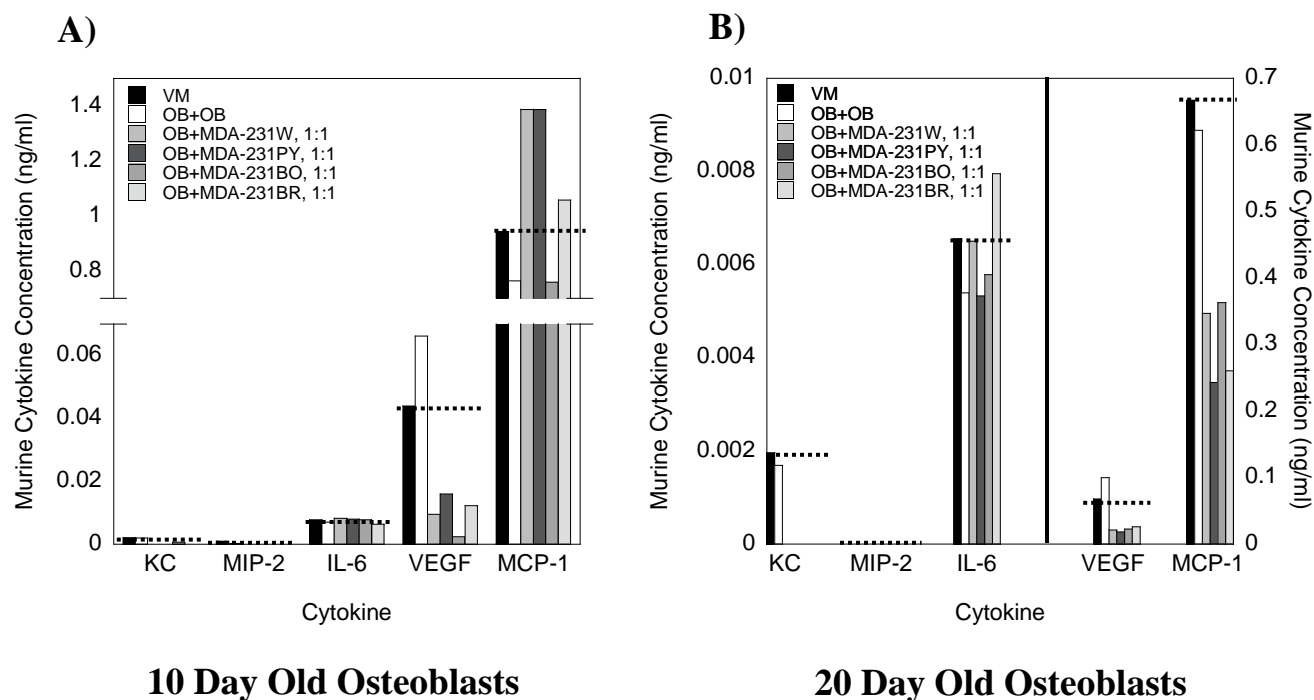 A)
Murine Cytokine Concentration (ng/ml)
1.4
1.2
1
0.8
0.06
0.04
0.02
0
VM
OB+OB
OB+MDA-231W, 1:1
OB+MDA-231PY, 1:1
OB+MDA-231BO, 1:1
OB+MDA-231BR, 1:1
KC MIP-2 IL-6 VEGF MCP-1
Cytokine
10 Day Old Osteoblasts
B)
Murine Cytokine Concentration (ng/ml)
0.01
0.008
0.006
0.004
0.002
0
VM
OB+OB
OB+MDA-231W, 1:1
OB+MDA-231PY, 1:1
OB+MDA-231BO, 1:1
OB+MDA-231BR, 1:1
0.7
0.6
0.5
0.4
0.3
0.2
0.1
0
Murine Cytokine Concentration (ng/ml)
KC MIP-2 IL-6 VEGF MCP-1
Cytokine
20 Day Old Osteoblasts